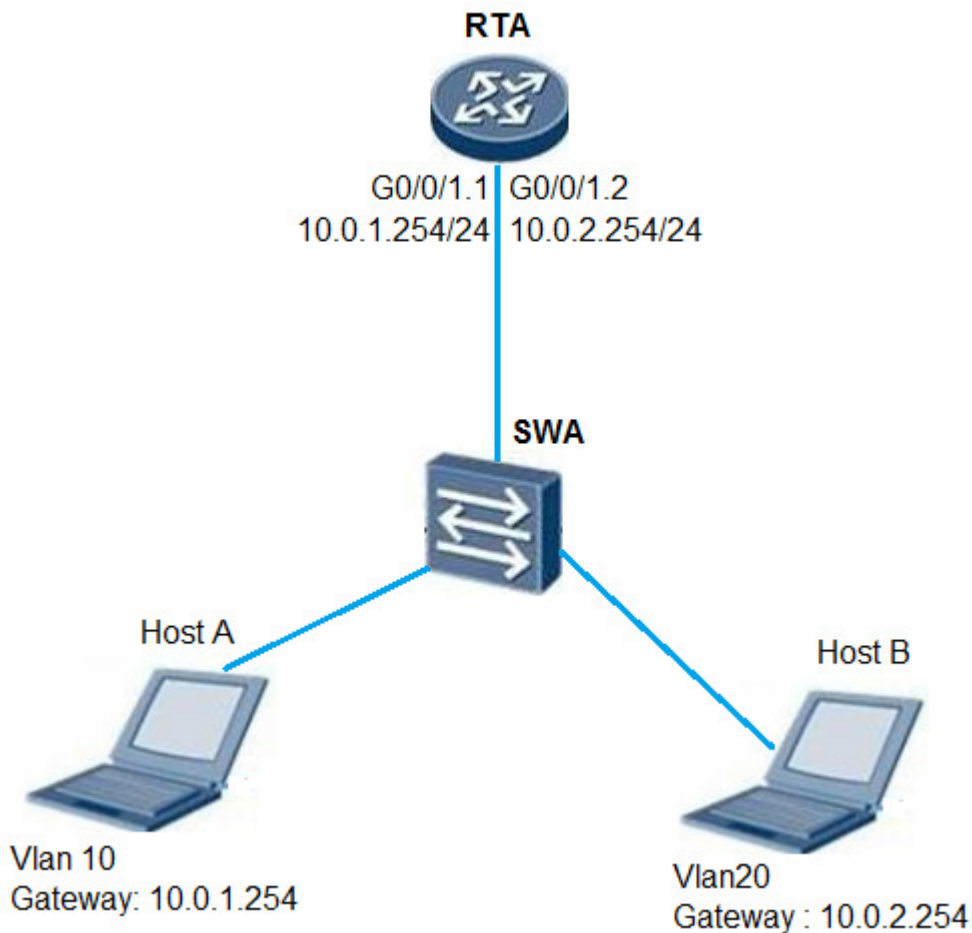 RTA
G0/0/1.1 G0/0/1.2
10.0.1.254/24 10.0.2.254/24
SWA
Host A
Host B
Vlan 10
Gateway: 10.0.1.254
Vlan20
Gateway : 10.0.2.254